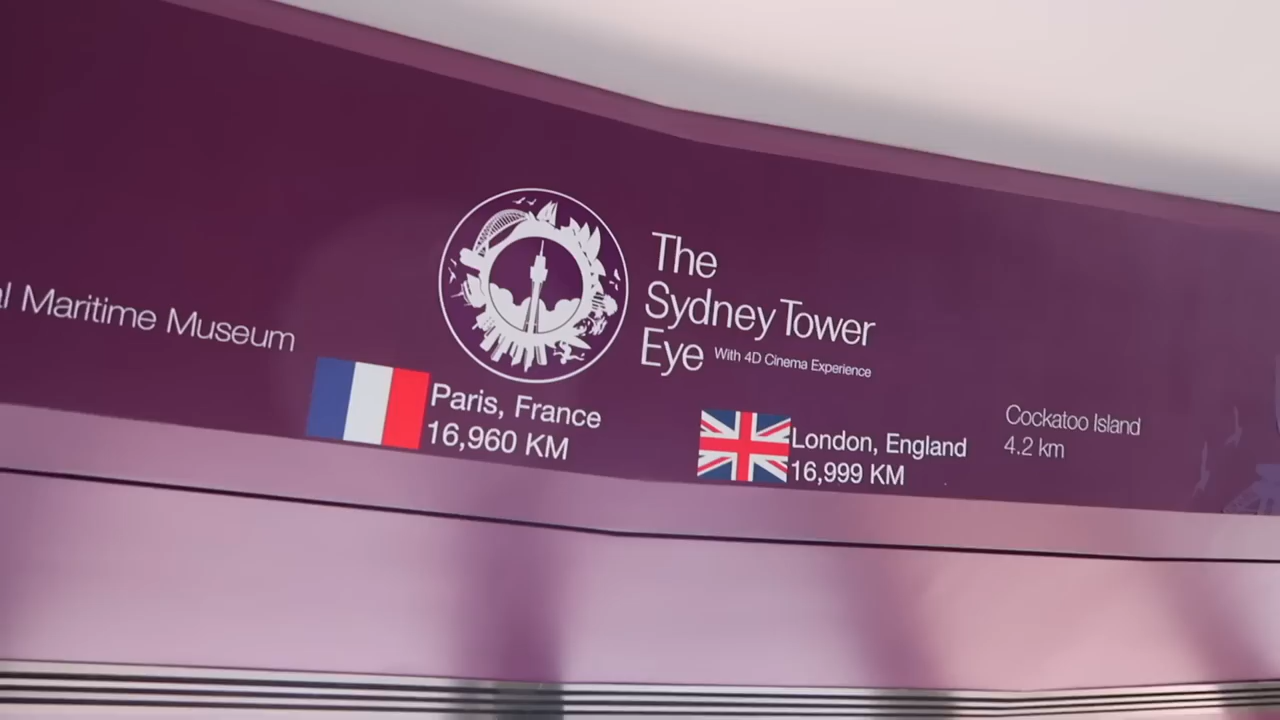 Maritime Museum
The
Sydney Tower
Eye With 4D Cinema Experience
Paris, France
16,960 KM
London, England
16,999 KM
Cockatoo Island
4.2 km